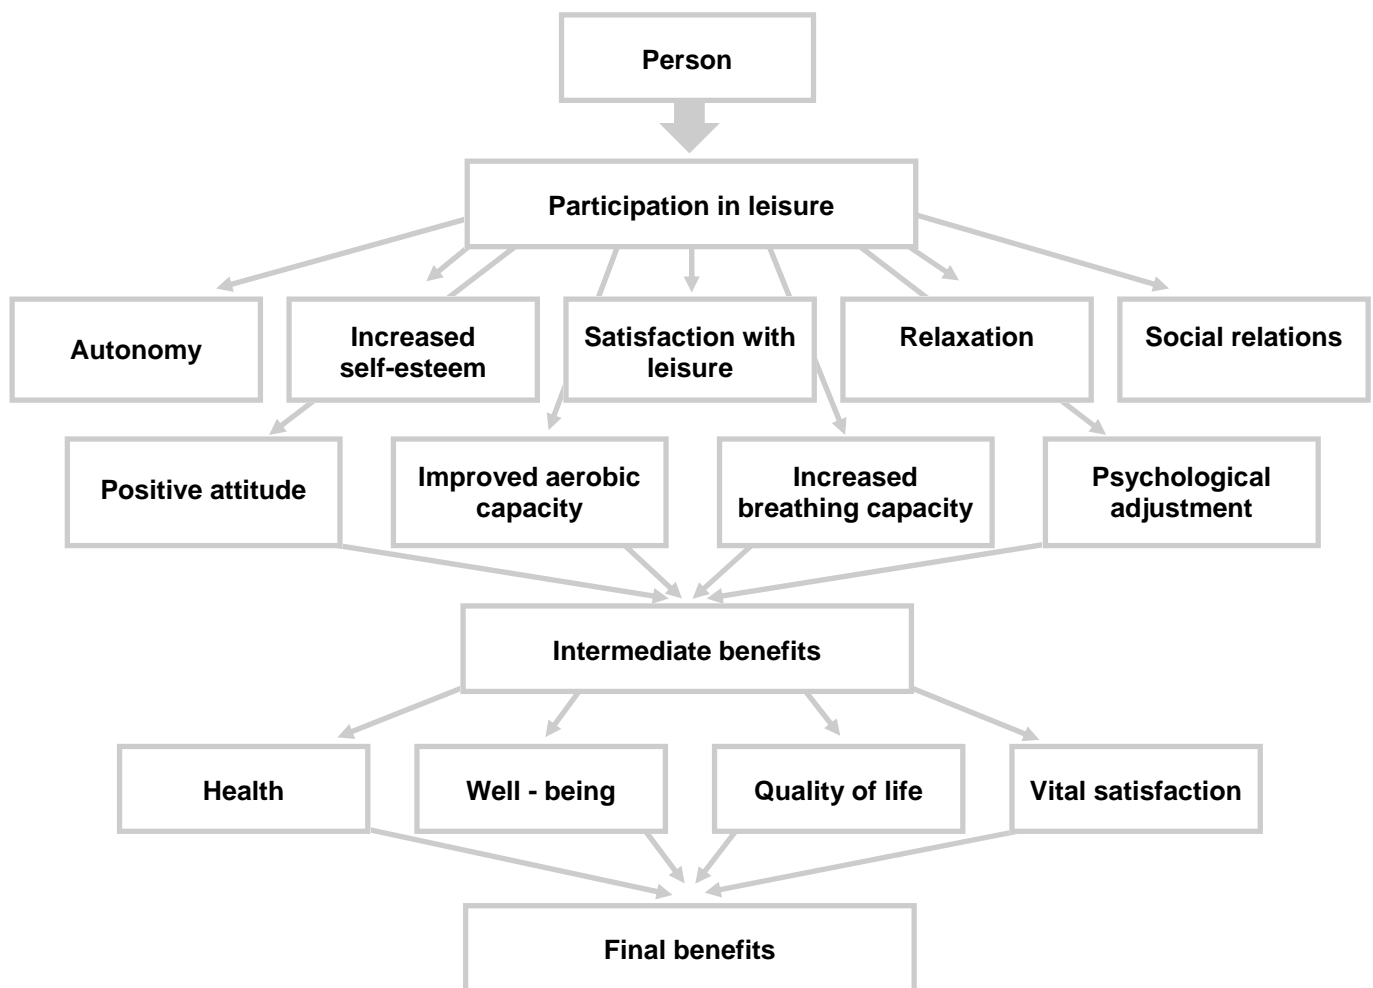 Person
Participation in leisure
Autonomy
Increased
self-esteem
Satisfaction with
leisure
Relaxation
Social relations
Positive attitude
Improved aerobic
capacity
Increased
breathing capacity
Psychological
adjustment
Intermediate benefits
Health
Well - being
Quality of life
Vital satisfaction
Final benefits